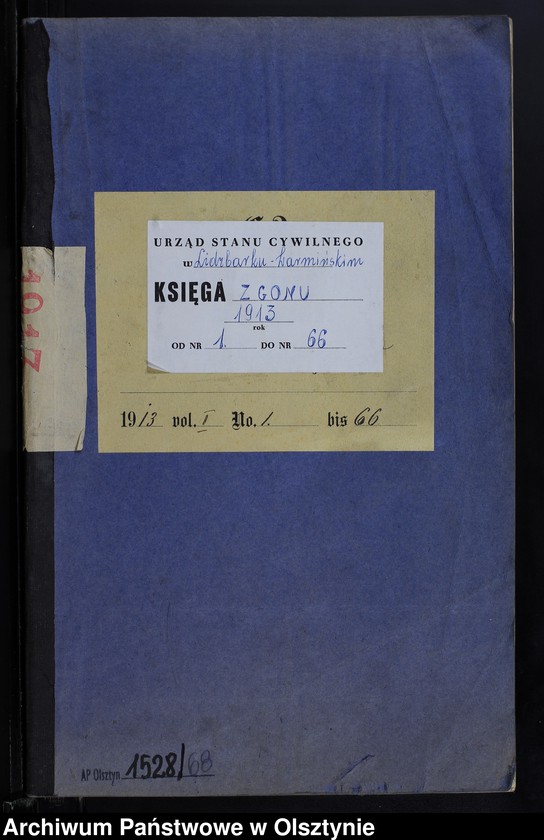 URZĄD STANU CYWILNEGO
w Lidzbarku-Warmińskim
KSIĘGA ZGONU
1913
rok
OD NR 1. DO NR 66
1913 vol. I No. 1. bis 66
AP Olsztyn 1528/68
Archiwum Państwowe w Olsztynie